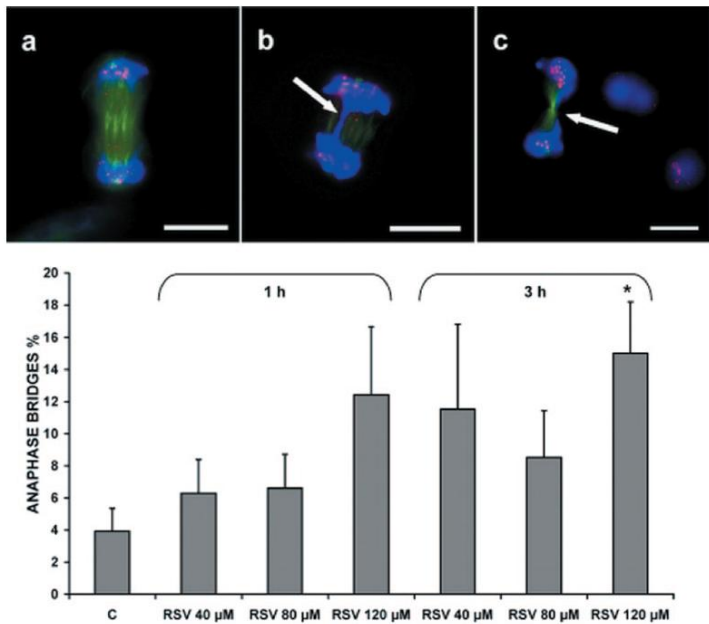 a b c
20
18
16
14
12
10
8
6
4
2
0
ANAPHASE BRIDGES %
1 h 3 h *
C RSV 40 µM RSV 80 µM RSV 120 µM RSV 40 µM RSV 80 µM RSV 120 µM